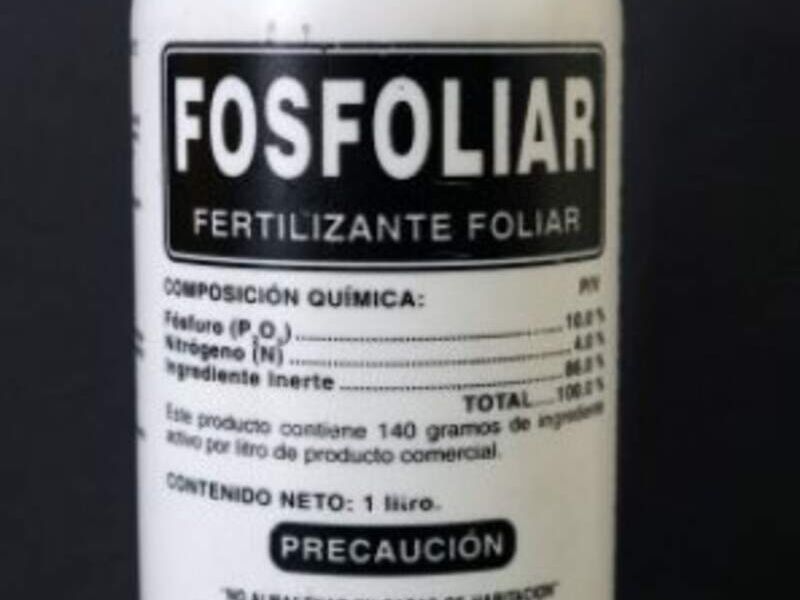 FOSFOLIAR
FERTILIZANTE FOLIAR
COMPOSICIÓN QUÍMICA: P/V
Fósfuro (P2O5)....................10.0 %
Nitrógeno (N)....................4.0 %
Ingrediente Inerte....................86.0 %
TOTAL....100.0 %
Este producto contiene 140 gramos de ingrediente
activo por litro de producto comercial.
CONTENIDO NETO: 1 litro.
PRECAUCIÓN